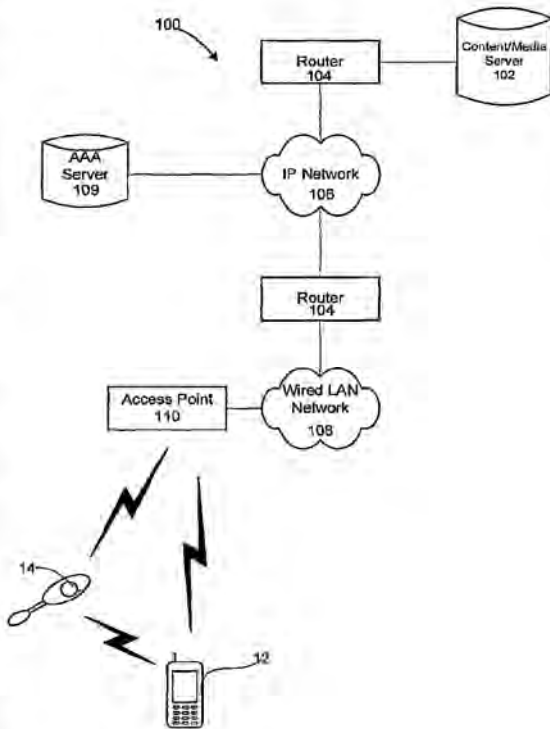 100
Router
104
Content/Media
Server
102
AAA
Server
109
IP Network
106
Router
104
Wired LAN
Network
108
Access Point
110
14
12